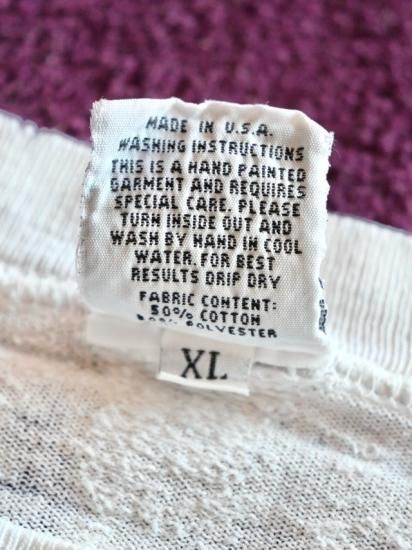 MADE IN U.S.A.
WASHING INSTRUCTIONS
THIS IS A HAND PAINTED
GARMENT AND REQUIRES
SPECIAL CARE. PLEASE
TURN INSIDE OUT AND
WASH BY HAND IN COOL
WATER. FOR BEST
RESULTS DRIP DRY
FABRIC CONTENT:
50% COTTON
POLYESTER
XL